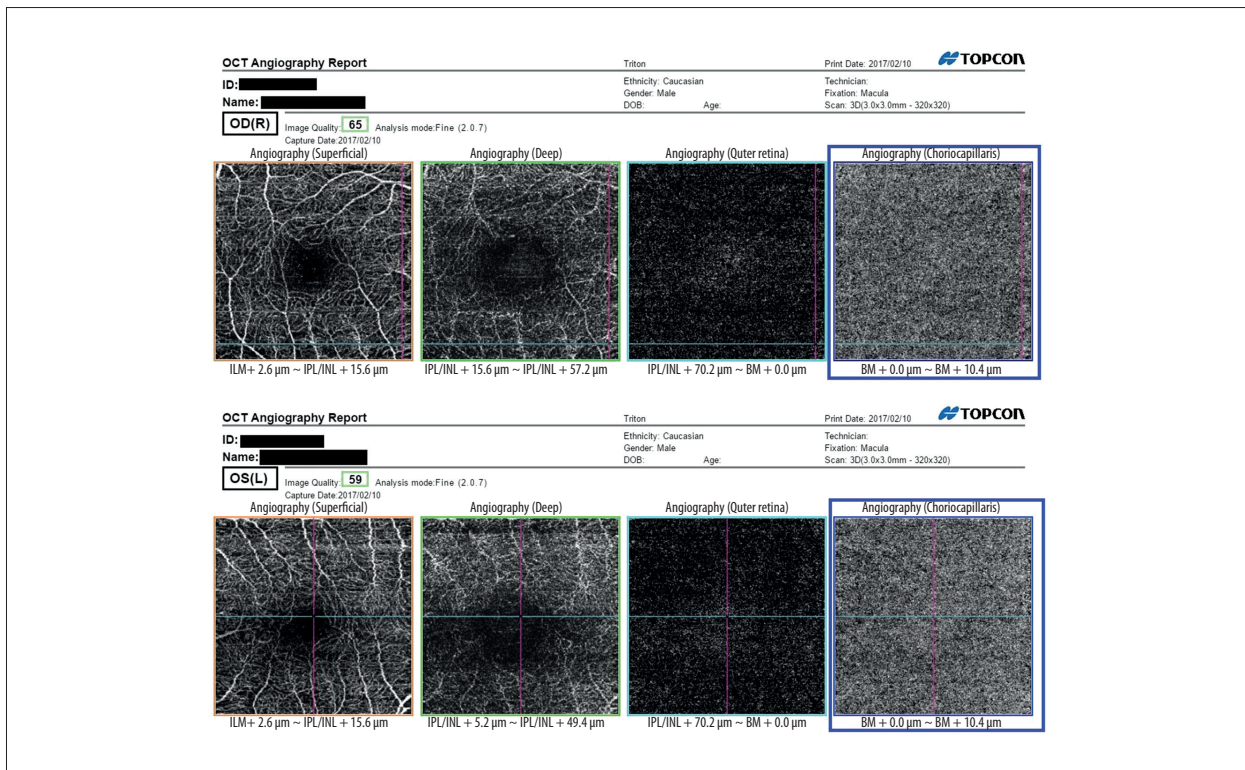 OCT Angiography Report Triton Print Date: 2017/02/10 TOPCON
ID: Ethnicity: Caucasian Technician:
Gender: Male Fixation: Macula
Name: DOB: Age: Scan: 3D(3.0x3.0mm - 320x320)
OD(R) Image Quality: 65 Analysis mode:Fine (2.0.7)
Capture Date:2017/02/10
Angiography (Superficial) Angiography (Deep) Angiography (Quter retina) Angiography (Choriocapillaris)
ILM+ 2.6 µm ~ IPL/INL + 15.6 µm IPL/INL + 15.6 µm ~ IPL/INL + 57.2 µm IPL/INL + 70.2 µm ~ BM + 0.0 µm BM + 0.0 µm ~ BM + 10.4 µm
OCT Angiography Report Triton Print Date: 2017/02/10 TOPCON
ID: Ethnicity: Caucasian Technician:
Gender: Male Fixation: Macula
Name: DOB: Age: Scan: 3D(3.0x3.0mm - 320x320)
OS(L) Image Quality: 59 Analysis mode:Fine (2.0.7)
Capture Date:2017/02/10
Angiography (Superficial) Angiography (Deep) Angiography (Quter retina) Angiography (Choriocapillaris)
ILM+ 2.6 µm ~ IPL/INL + 15.6 µm IPL/INL + 5.2 µm ~ IPL/INL + 49.4 µm IPL/INL + 70.2 µm ~ BM + 0.0 µm BM + 0.0 µm ~ BM + 10.4 µm